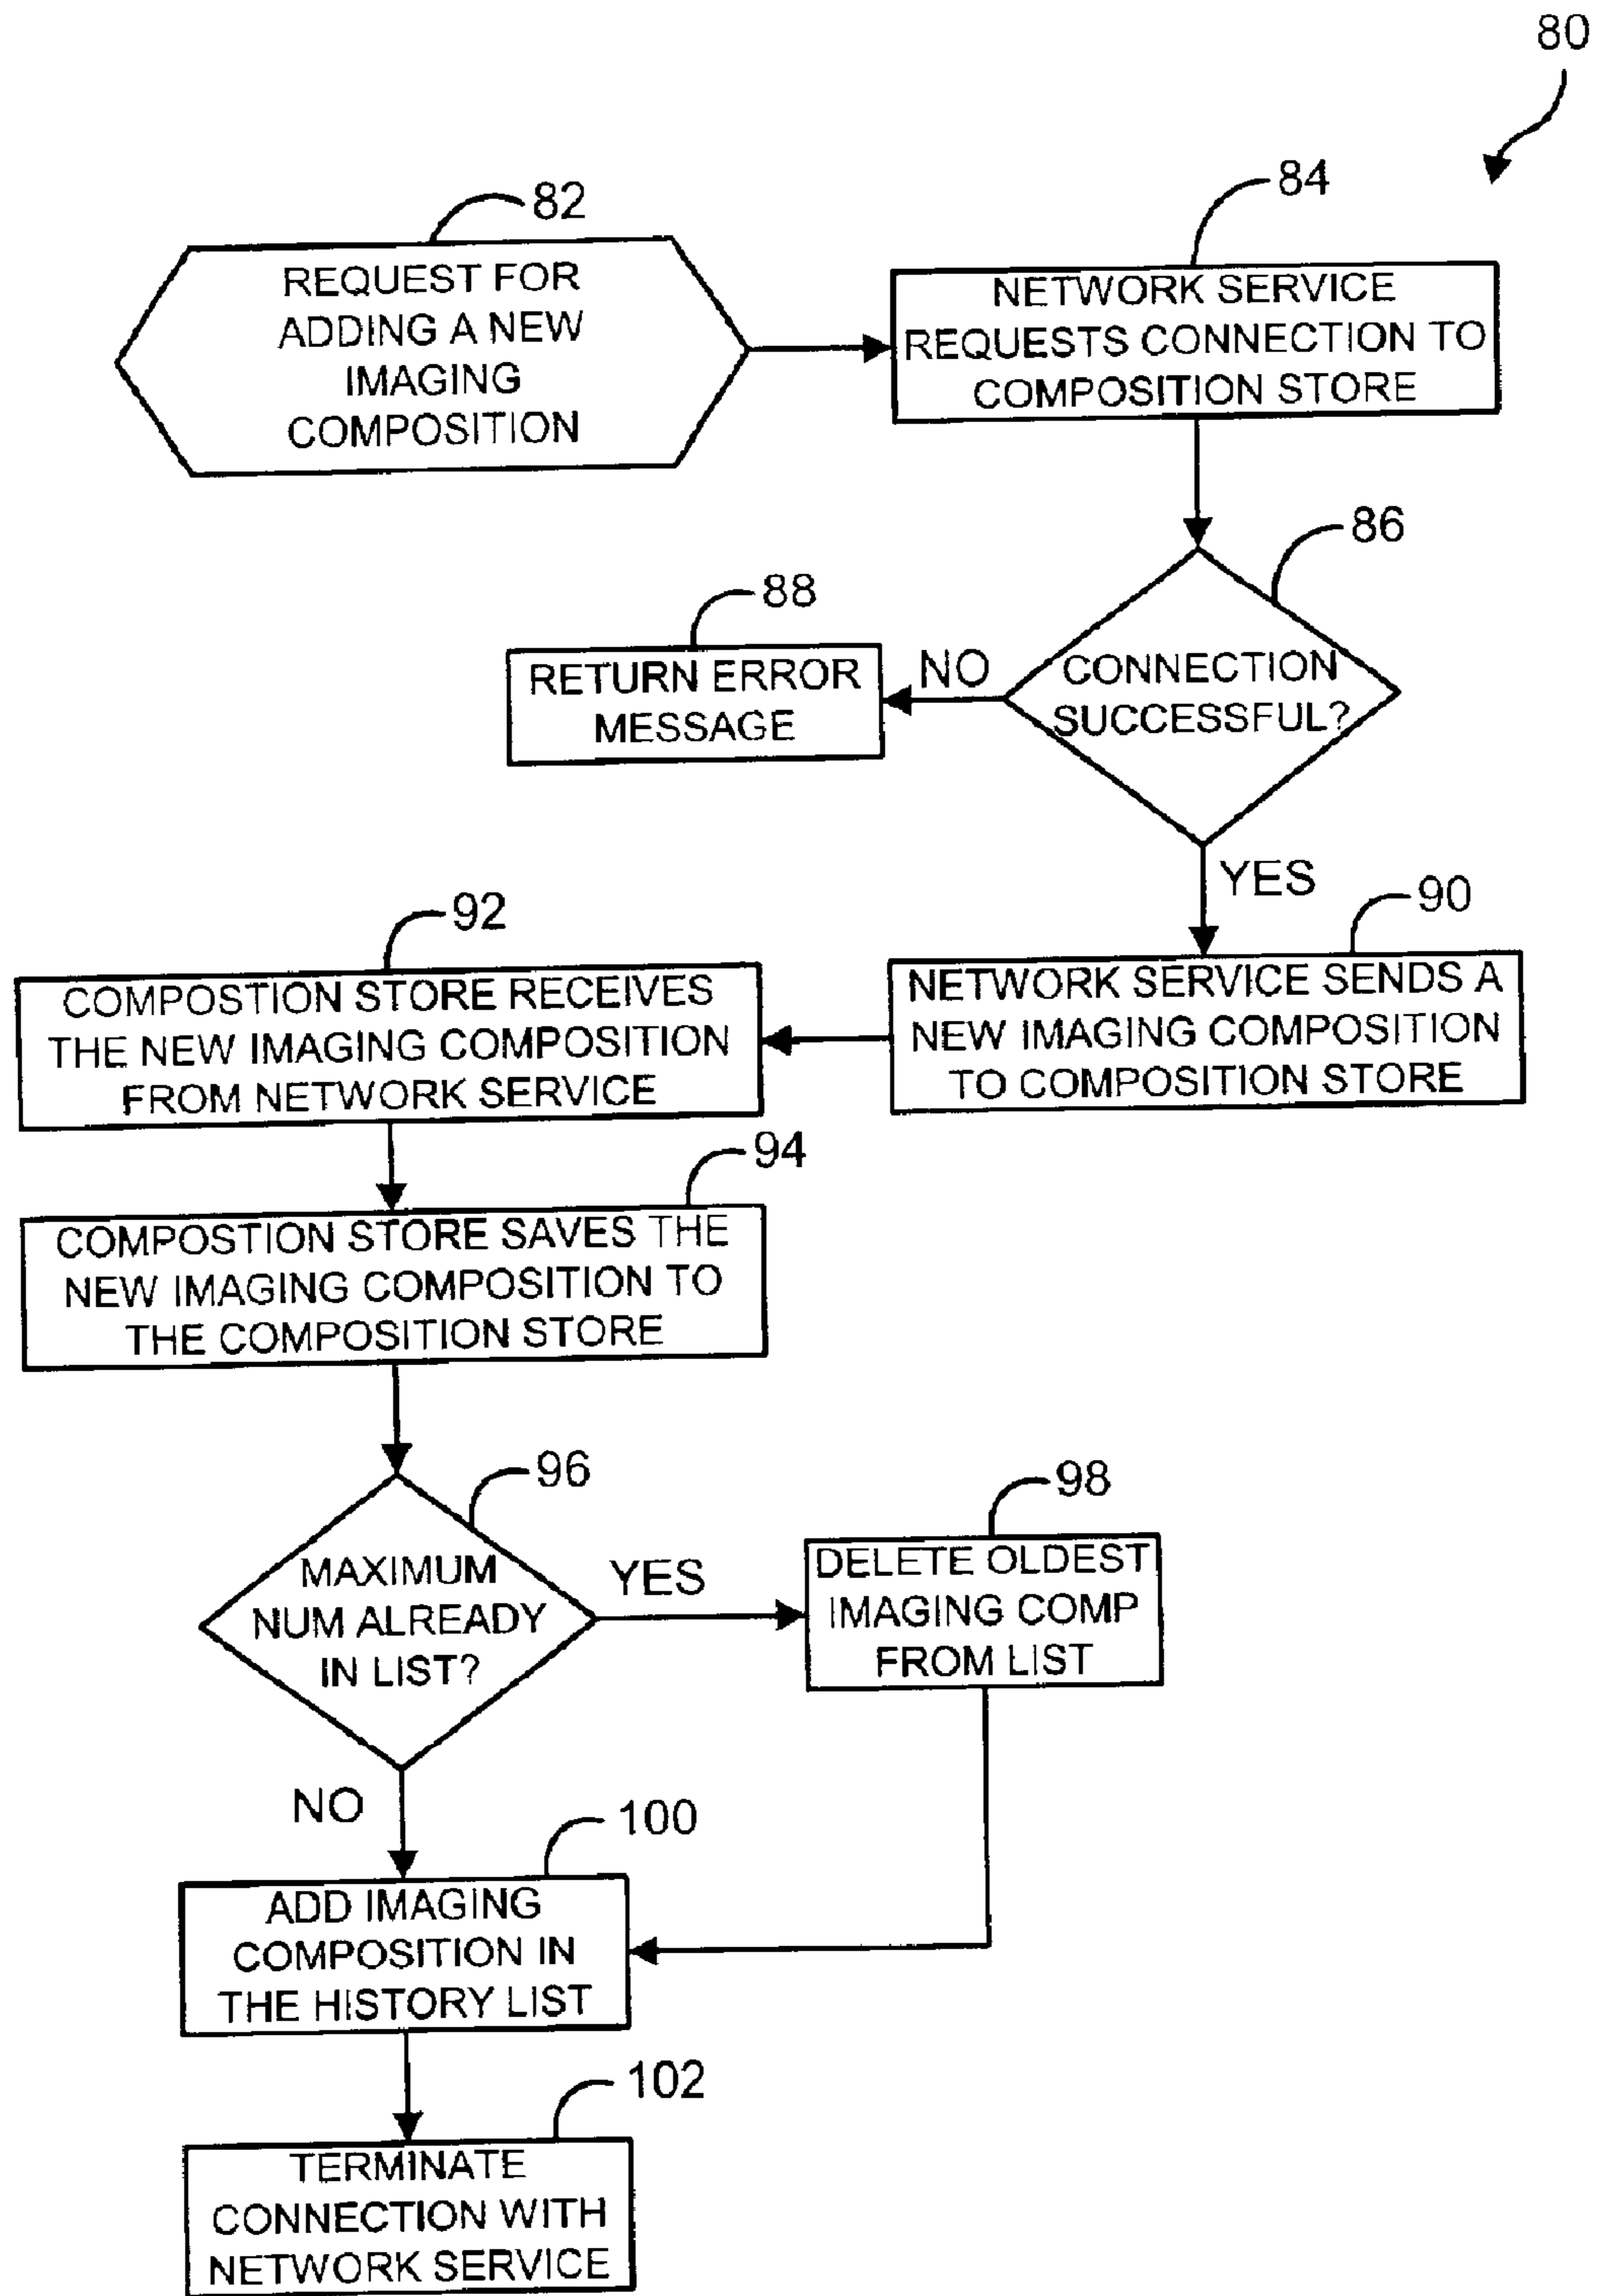 80
82
REQUEST FOR
ADDING A NEW
IMAGING
COMPOSITION
84
NETWORK SERVICE
REQUESTS CONNECTION TO
COMPOSITION STORE
86
CONNECTION
SUCCESSFUL?
NO
88
RETURN ERROR
MESSAGE
YES
90
NETWORK SERVICE SENDS A
NEW IMAGING COMPOSITION
TO COMPOSITION STORE
92
COMPOSTION STORE RECEIVES
THE NEW IMAGING COMPOSITION
FROM NETWORK SERVICE
94
COMPOSTION STORE SAVES THE
NEW IMAGING COMPOSITION TO
THE COMPOSITION STORE
96
MAXIMUM
NUM ALREADY
IN LIST?
YES
98
DELETE OLDEST
IMAGING COMP
FROM LIST
NO
100
ADD IMAGING
COMPOSITION IN
THE HISTORY LIST
102
TERMINATE
CONNECTION WITH
NETWORK SERVICE